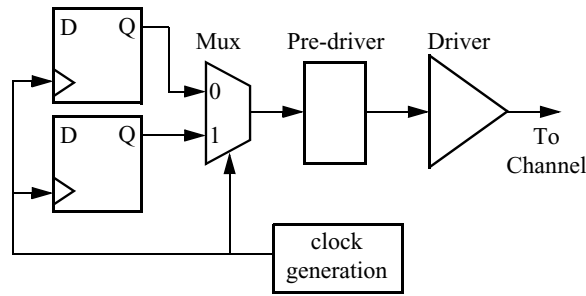 D Q
Mux
Pre-driver
Driver
0
1
D Q
To
Channel
clock
generation